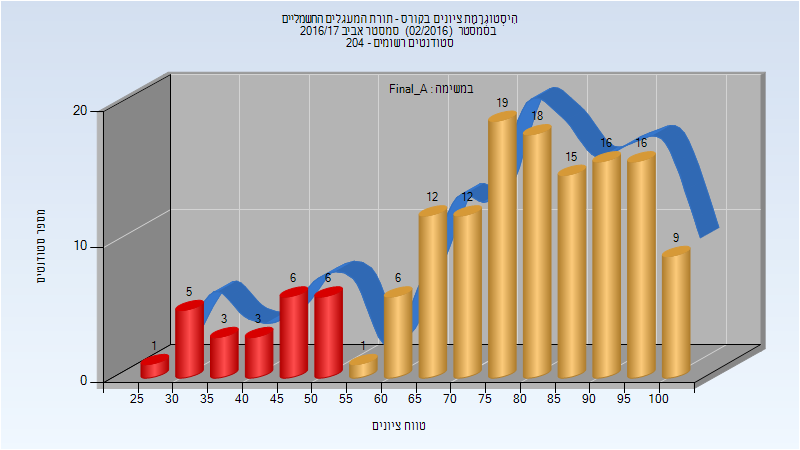 היסטוגרמת ציונים בקורס - תורת המעגלים החשמליים
בסמסטר (02/2016) סמסטר אביב 2016/17
סטודנטים רשומים - 204
במשימה : Final_A
מספר סטודנטים
20
10
0
1
5
3
3
6
6
1
6
12
12
19
18
15
16
16
9
25 30 35 40 45 50 55 60 65 70 75 80 85 90 95 100
טווח ציונים